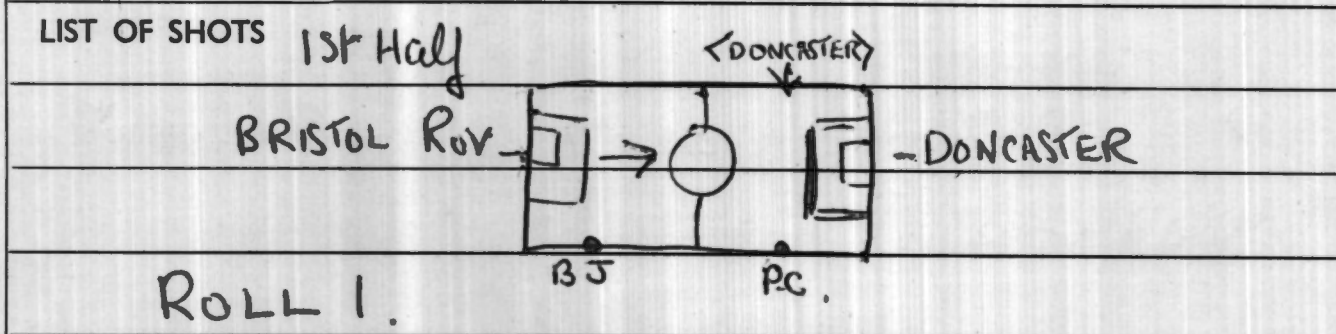 LIST OF SHOTS 1st Half
<DONCASTER>
BRISTOL ROV - DONCASTER
BJ P.C.
ROLL 1.